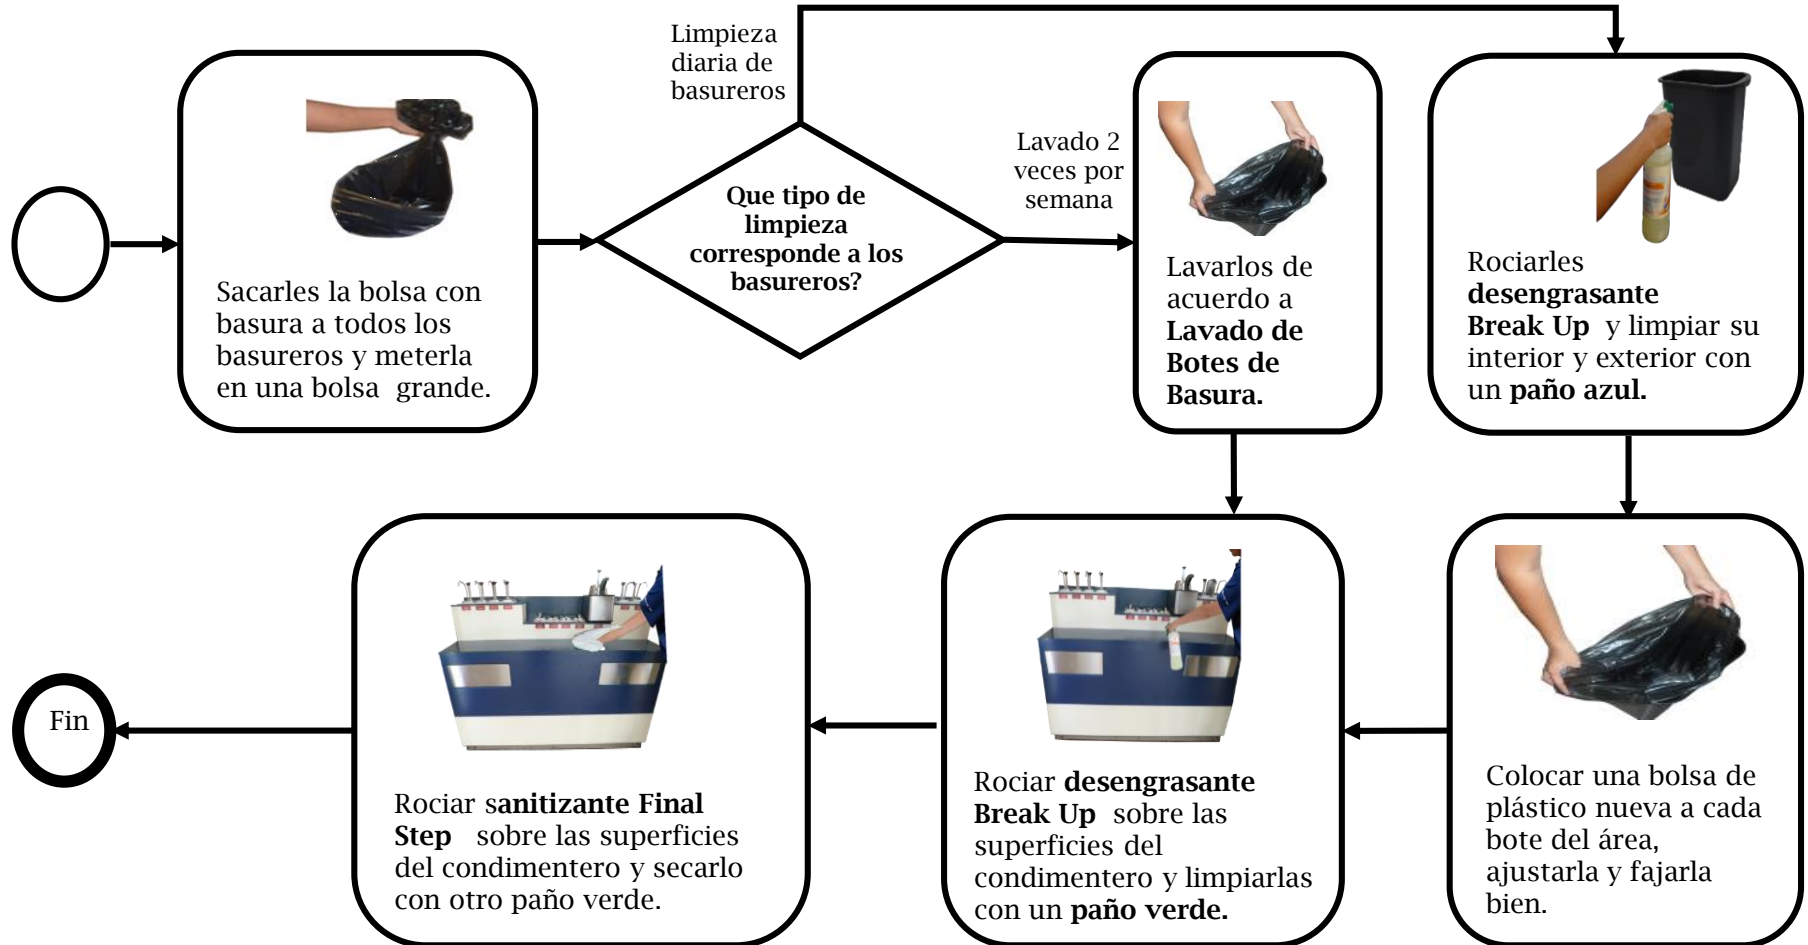 Sacarles la bolsa con
basura a todos los
basureros y meterla
en una bolsa grande.
Limpieza
diaria de
basureros
Que tipo de
limpieza
corresponde a los
basureros?
Lavado 2
veces por
semana
Lavarlos de
acuerdo a
Lavado de
Botes de
Basura.
Rociarles
desengrasante
Break Up y limpiar su
interior y exterior con
un paño azul.
Fin
Rociar sanitizante Final
Step sobre las superficies
del condimentero y secarlo
con otro paño verde.
Rociar desengrasante
Break Up sobre las
superficies del
condimentero y limpiarlas
con un paño verde.
Colocar una bolsa de
plástico nueva a cada
bote del área,
ajustarla y fajarla
bien.